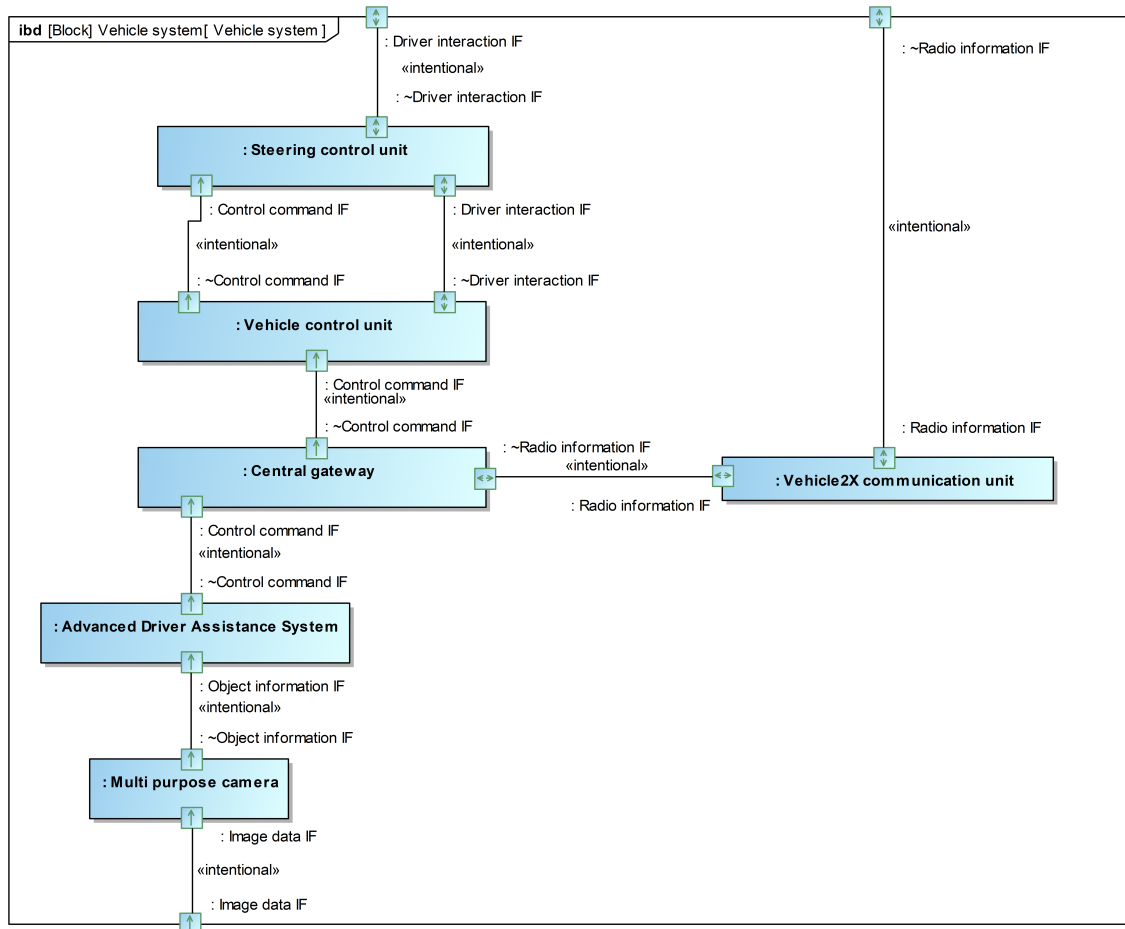 ibd [Block] Vehicle system[ Vehicle system ]
: Driver interaction IF
: ~Radio information IF
«intentional»
: ~Driver interaction IF
: Steering control unit
: Control command IF
: Driver interaction IF
«intentional»
«intentional»
«intentional»
: ~Control command IF
: ~Driver interaction IF
: Vehicle control unit
: Control command IF
«intentional»
: ~Control command IF
: Radio information IF
: ~Radio information IF
«intentional»
: Central gateway
: Vehicle2X communication unit
: Radio information IF
: Control command IF
«intentional»
: ~Control command IF
: Advanced Driver Assistance System
: Object information IF
«intentional»
: ~Object information IF
: Multi purpose camera
: Image data IF
«intentional»
: Image data IF